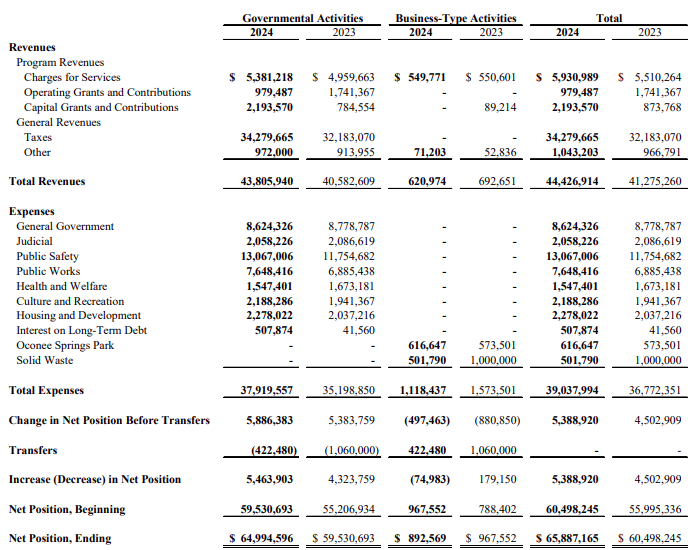 Governmental Activities Business-Type Activities Total
2024 2023 2024 2023 2024 2023
Revenues
Program Revenues
Charges for Services $ 5,381,218 $ 4,959,663 $ 549,771 $ 550,601 $ 5,930,989 $ 5,510,264
Operating Grants and Contributions 979,487 1,741,367 - - 979,487 1,741,367
Capital Grants and Contributions 2,193,570 784,554 - 89,214 2,193,570 873,768
General Revenues
Taxes 34,279,665 32,183,070 - - 34,279,665 32,183,070
Other 972,000 913,955 71,203 52,836 1,043,203 966,791
Total Revenues 43,805,940 40,582,609 620,974 692,651 44,426,914 41,275,260
Expenses
General Government 8,624,326 8,778,787 - - 8,624,326 8,778,787
Judicial 2,058,226 2,086,619 - - 2,058,226 2,086,619
Public Safety 13,067,006 11,754,682 - - 13,067,006 11,754,682
Public Works 7,648,416 6,885,438 - - 7,648,416 6,885,438
Health and Welfare 1,547,401 1,673,181 - - 1,547,401 1,673,181
Culture and Recreation 2,188,286 1,941,367 - - 2,188,286 1,941,367
Housing and Development 2,278,022 2,037,216 - - 2,278,022 2,037,216
Interest on Long-Term Debt 507,874 41,560 - - 507,874 41,560
Oconee Springs Park - - 616,647 573,501 616,647 573,501
Solid Waste - - 501,790 1,000,000 501,790 1,000,000
Total Expenses 37,919,557 35,198,850 1,118,437 1,573,501 39,037,994 36,772,351
Change in Net Position Before Transfers 5,886,383 5,383,759 (497,463) (880,850) 5,388,920 4,502,909
Transfers (422,480) (1,060,000) 422,480 1,060,000 - -
Increase (Decrease) in Net Position 5,463,903 4,323,759 (74,983) 179,150 5,388,920 4,502,909
Net Position, Beginning 59,530,693 55,206,934 967,552 788,402 60,498,245 55,995,336
Net Position, Ending $ 64,994,596 $ 59,530,693 $ 892,569 $ 967,552 $ 65,887,165 $ 60,498,245